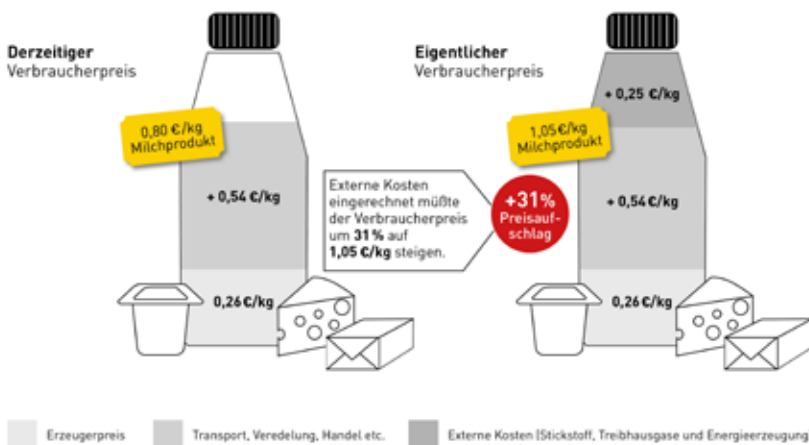 Derzeitiger
Verbraucherpreis
0,80 €/kg
Milchprodukt
+ 0,54 €/kg
0,26 €/kg
Externe Kosten
eingerechnet müßte
der Verbraucherpreis
um 31 % auf
1,05 €/kg steigen.
+31%
Preisauf-
schlag
Eigentlicher
Verbraucherpreis
+ 0,25 €/kg
1,05 €/kg
Milchprodukt
+ 0,54 €/kg
0,26 €/kg
Erzeugerpreis
Transport, Veredelung, Handel etc.
Externe Kosten (Stickstoff, Treibhausgase und Energieerzeugung)